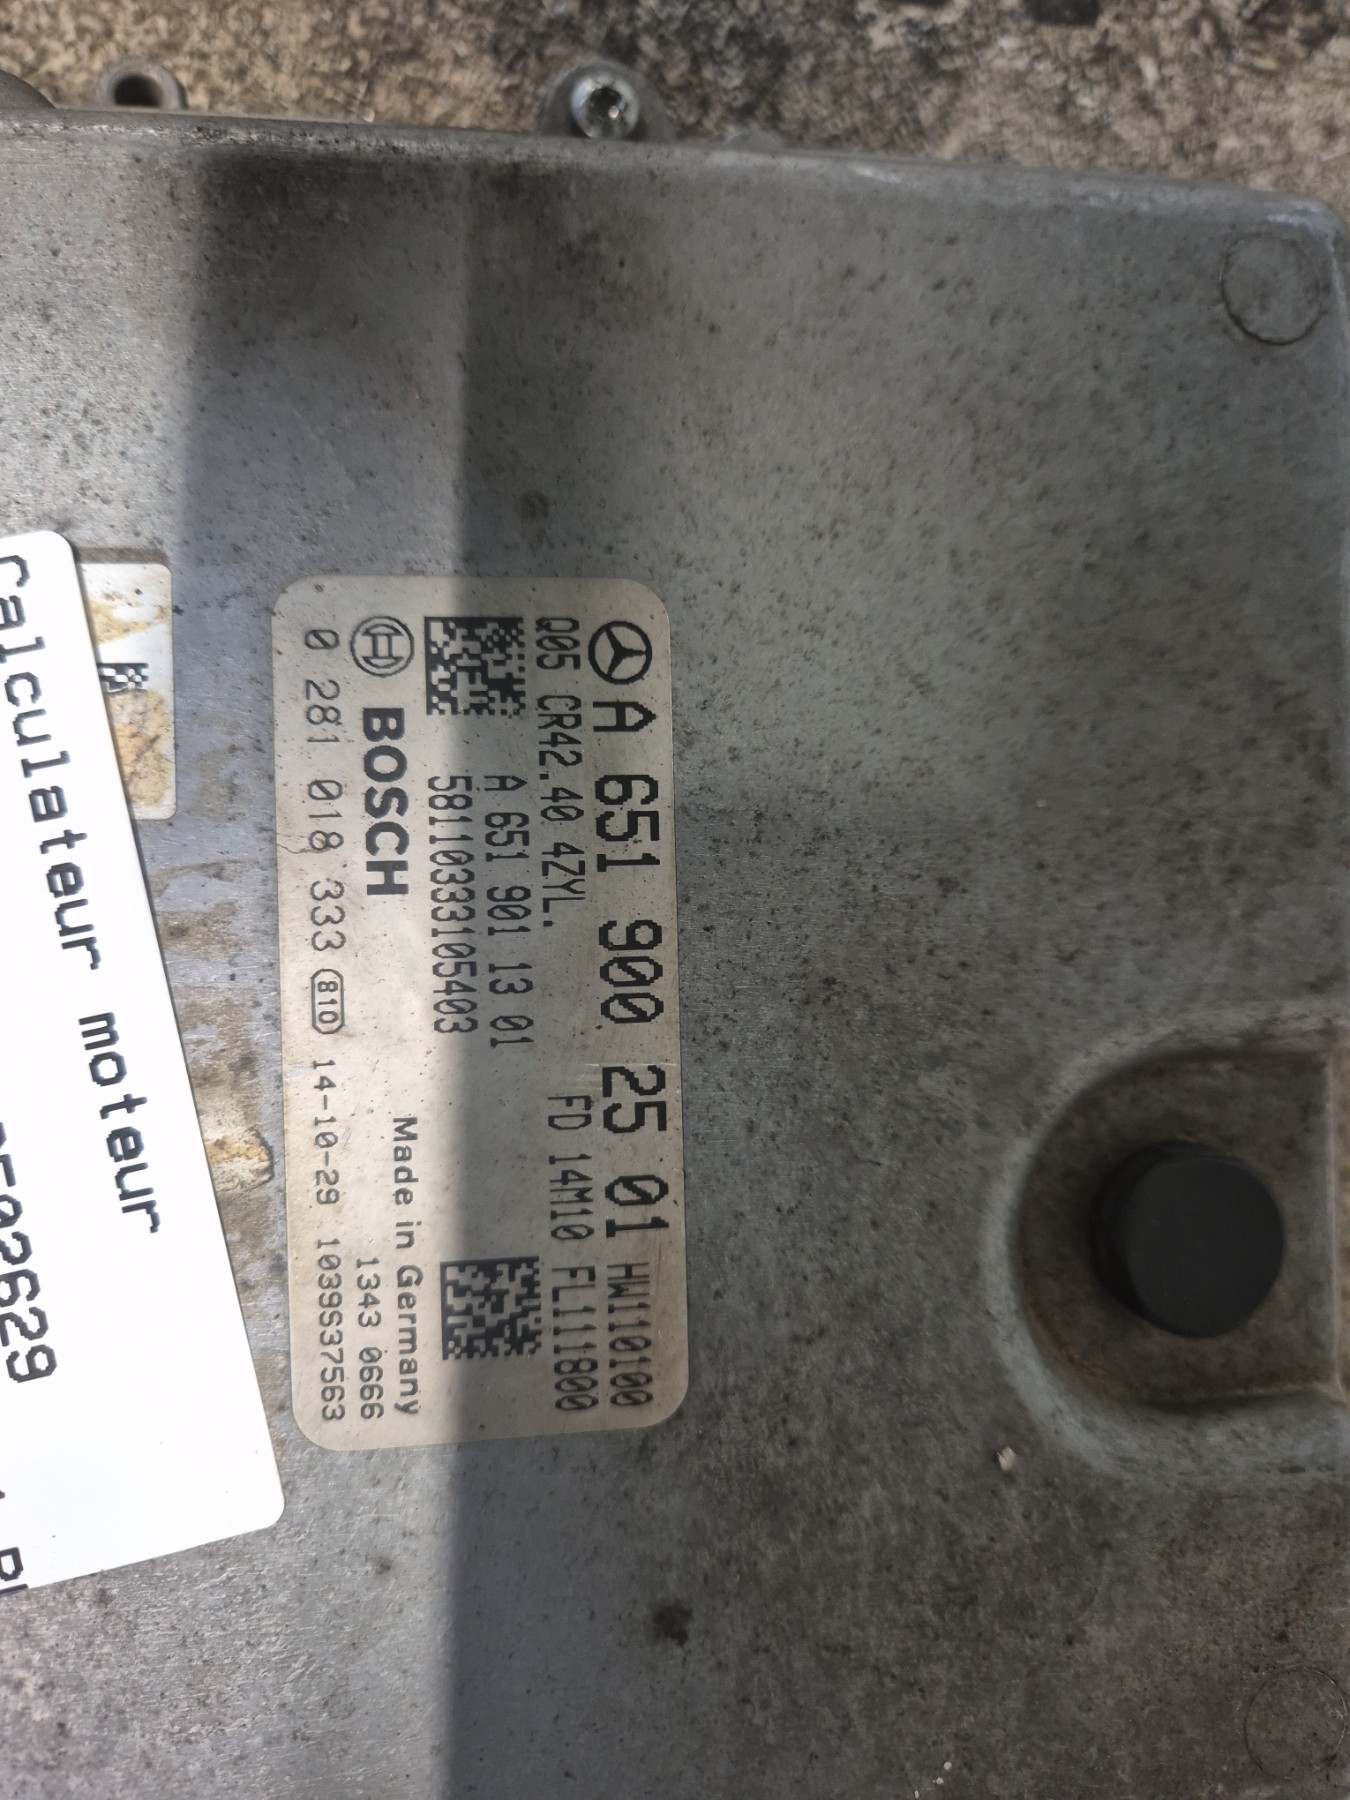 A 651 900 25 01 HW110100
Q05 CR42.40 4ZYL. FD 14M10 FL111800
A 651 901 13 01
58110333105403
BOSCH
Made in Germany
1343 0666
0 281 018 333 810 14-10-29 1039S37563
Calculateur moteur